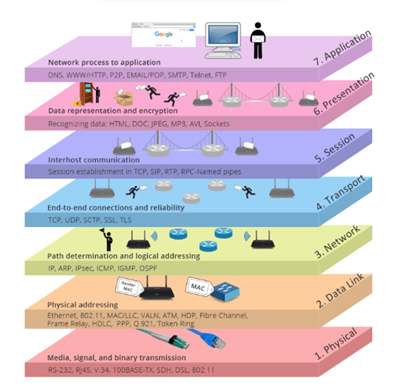 Google
7. Application
Network process to application
DNS, WWW/HTTP, P2P, EMAIL/POP, SMTP, Telnet, FTP
6. Presentation
Data representation and encryption
Recognizing data: HTML, DOC, JPEG, MP3, AVI, Sockets
5. Session
Interhost communication
Session establishment in TCP, SIP, RTP, RPC-Named pipes
4. Transport
End-to-end connections and reliability
TCP, UDP, SCTP, SSL, TLS
3. Network
Path determination and logical addressing
IP, ARP, IPsec, ICMP, IGMP, OSPF
Router
MAC
MAC
2. Data Link
Physical addressing
Ethernet, 802.11, MAC/LLC, VALN, ATM, HDP, Fibre Channel,
Frame Relay, HDLC, PPP, Q 921, Token Ring
1. Physical
Media, signal, and binary transmission
RS-232, RJ45, V.34, 100BASE-TX, SDH, DSL, 802.11